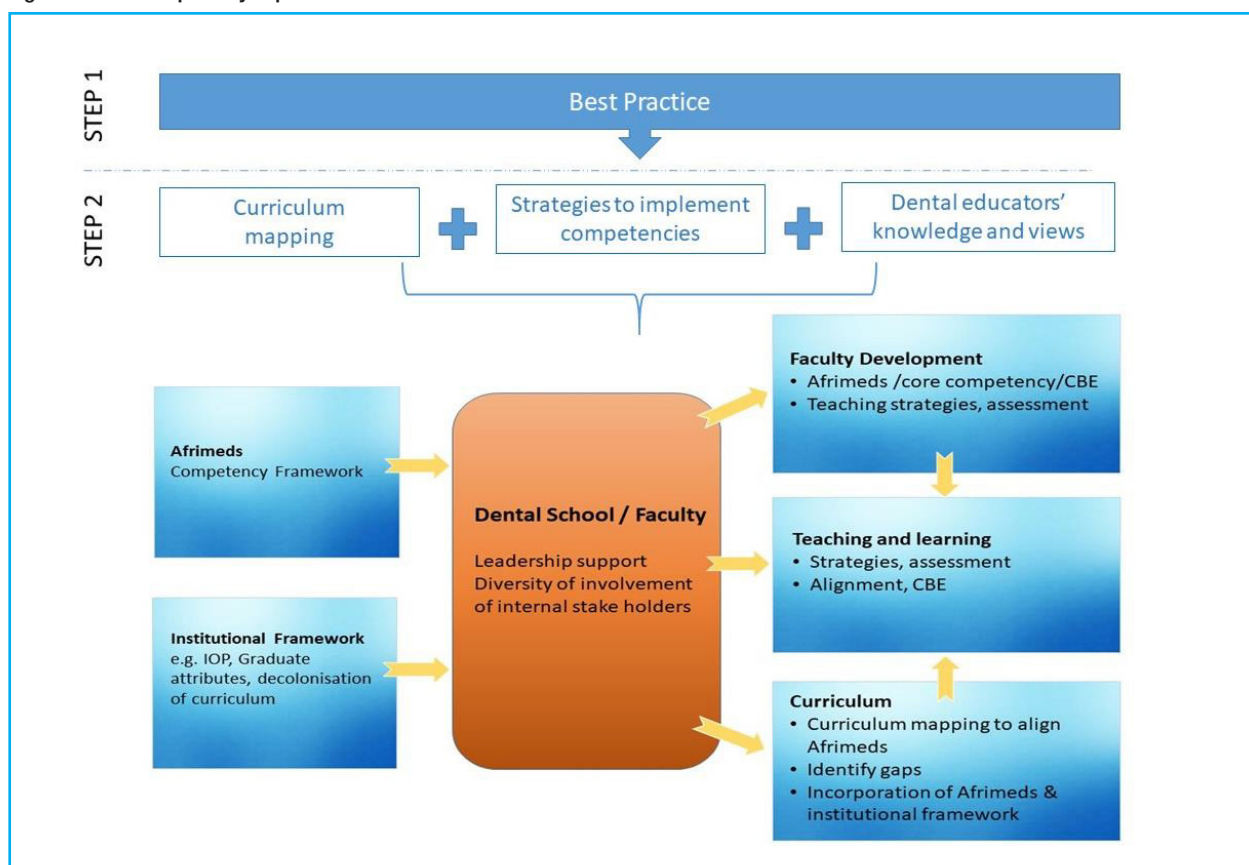 STEP 1
Best Practice
STEP 2
Curriculum
mapping
Strategies to implement
competencies
Dental educators’
knowledge and views
Afrimeds
Competency Framework
Institutional Framework
e.g. IOP, Graduate
attributes, decolonisation
of curriculum
Dental School / Faculty
Leadership support
Diversity of involvement
of internal stake holders
Faculty Development
• Afrimeds /core competency/CBE
• Teaching strategies, assessment
Teaching and learning
• Strategies, assessment
• Alignment, CBE
Curriculum
• Curriculum mapping to align
Afrimeds
• Identify gaps
• Incorporation of Afrimeds &
institutional framework